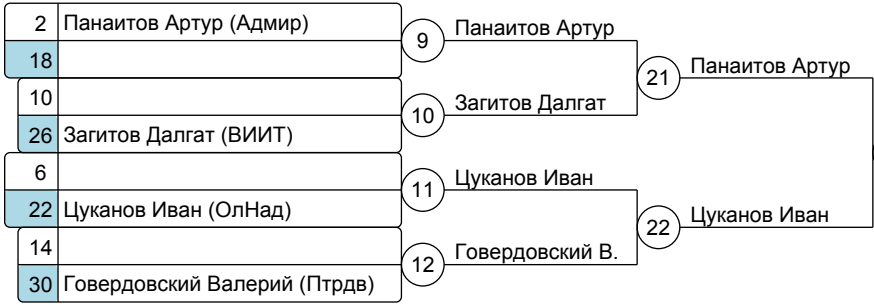 2 Панаитов Артур (Адмир)
18
9 Панаитов Артур
10
26 Загитов Далгат (ВИИТ)
10 Загитов Далгат
21 Панаитов Артур
6
22 Цуканов Иван (ОлНад)
11 Цуканов Иван
14
30 Говердовский Валерий (Птрдв)
12 Говердовский В.
22 Цуканов Иван